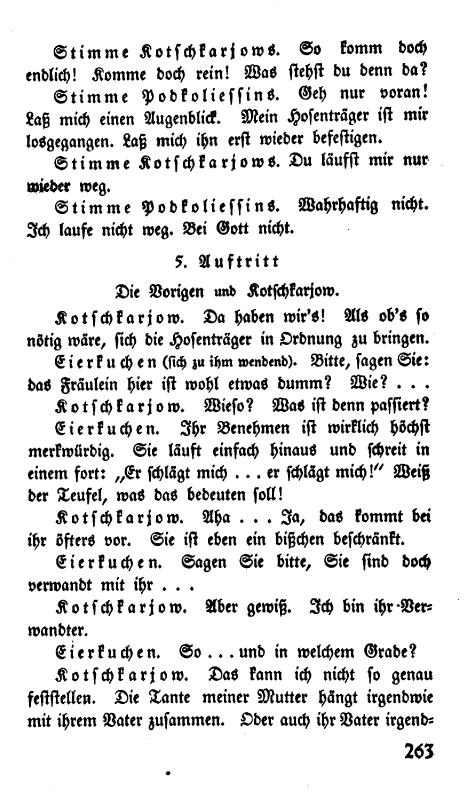 Stimme Kotschkarjows. So komm doch
endlich! Komme doch rein! Was stehst du denn da?
Stimme Podkoliessins. Geh nur voran!
Laß mich einen Augenblick. Mein Hosenträger ist mir
losgegangen. Laß mich ihn erst wieder befestigen.
Stimme Kotschkarjows. Du läufst mir nur
wieder weg.
Stimme Podkoliessins. Wahrhaftig nicht.
Ich laufe nicht weg. Bei Gott nicht.
5. Auftritt
Die Vorigen und Kotschkarjow.
Kotschkarjow. Da haben wir's! Als ob's so
nötig wäre, sich die Hosenträger in Ordnung zu bringen.
Eierkuchen (sich zu ihm wendend). Bitte, sagen Sie:
das Fräulein hier ist wohl etwas dumm? Wie? . . .
Kotschkarjow. Wieso? Was ist denn passiert?
Eierkuchen. Ihr Benehmen ist wirklich höchst
merkwürdig. Sie läuft einfach hinaus und schreit in
einem fort: „Er schlägt mich . . . er schlägt mich!“ Weiß
der Teufel, was das bedeuten soll!
Kotschkarjow. Aha . . . Ja, das kommt bei
ihr öfters vor. Sie ist eben ein bißchen beschränkt.
Eierkuchen. Sagen Sie bitte, Sie sind doch
verwandt mit ihr . . .
Kotschkarjow. Aber gewiß. Ich bin ihr Ver=
wandter.
Eierkuchen. So . . . und in welchem Grade?
Kotschkarjow. Das kann ich nicht so genau
feststellen. Die Tante meiner Mutter hängt irgendwie
mit ihrem Vater zusammen. Oder auch ihr Vater irgend=
263